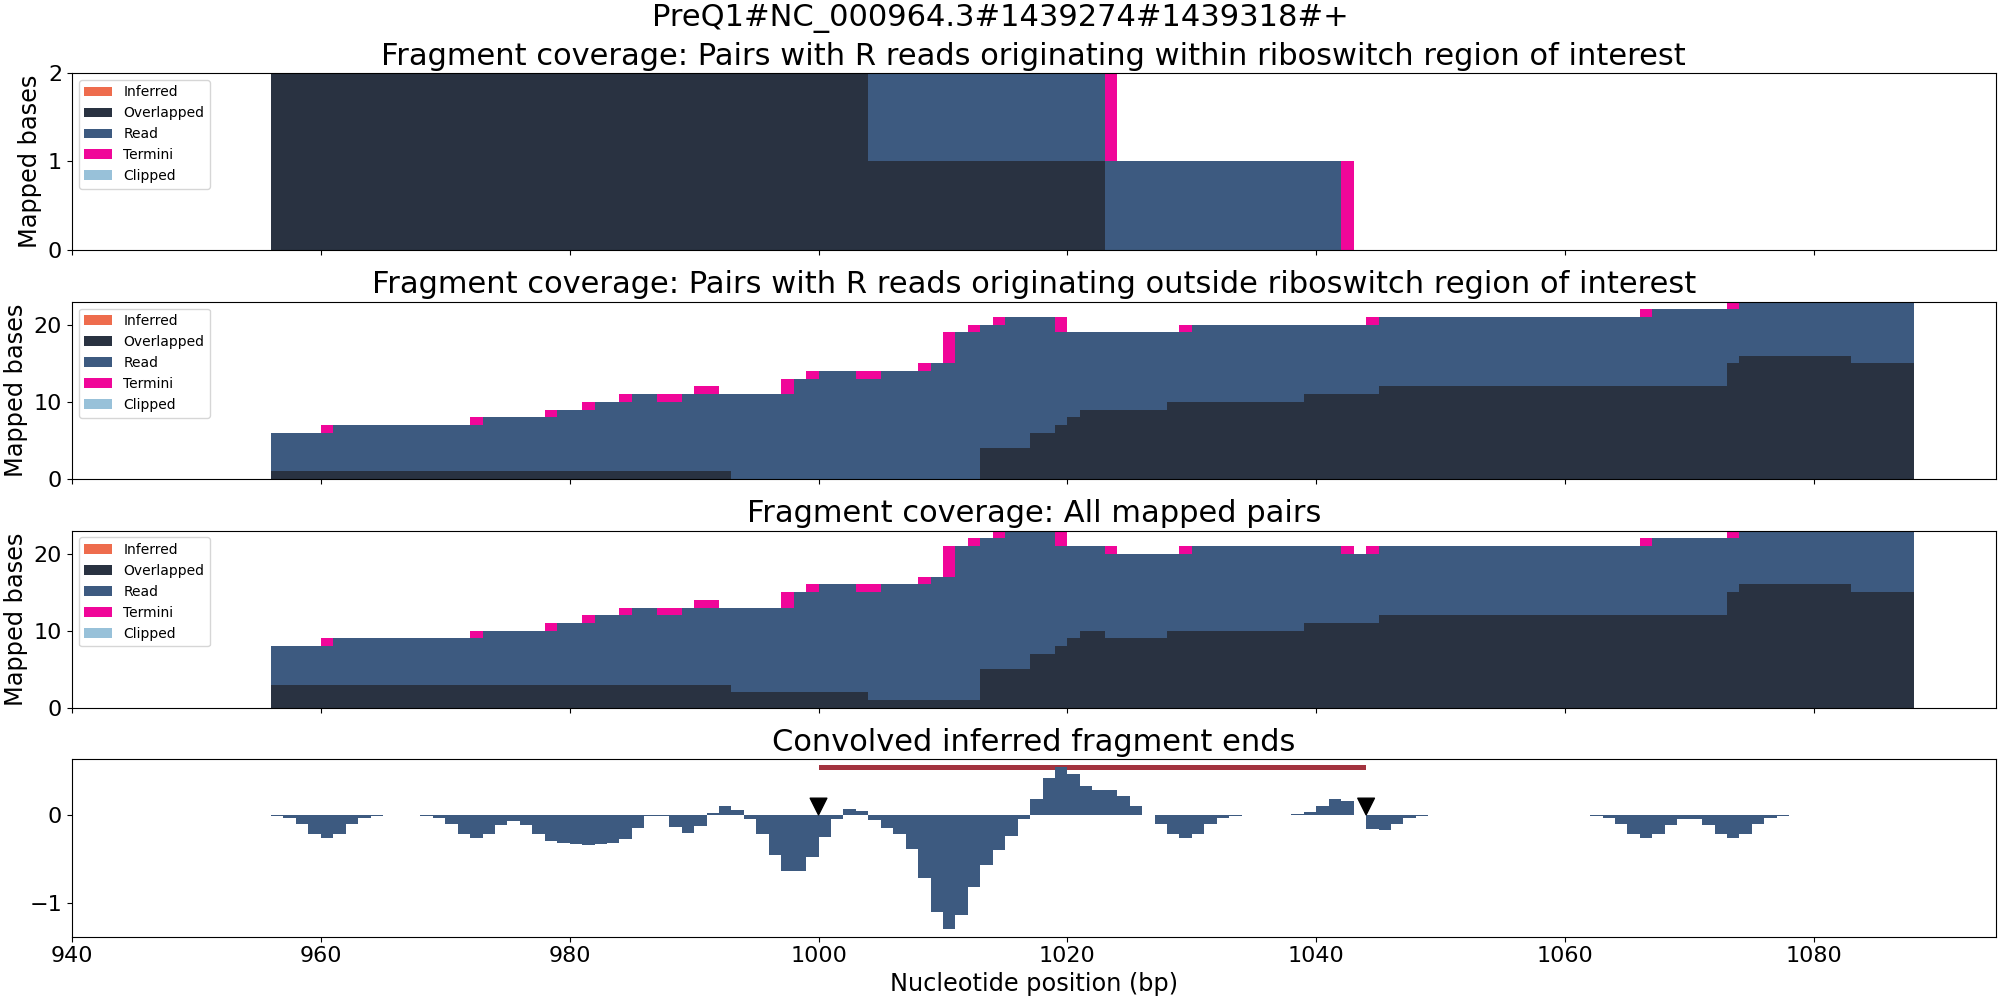 PreQ1#NC_000964.3#1439274#1439318#+
Fragment coverage: Pairs with R reads originating within riboswitch region of interest
Mapped bases
2
1
0
Inferred
Overlapped
Read
Termini
Clipped
Fragment coverage: Pairs with R reads originating outside riboswitch region of interest
Mapped bases
20
10
0
Inferred
Overlapped
Read
Termini
Clipped
Fragment coverage: All mapped pairs
Mapped bases
20
10
0
Inferred
Overlapped
Read
Termini
Clipped
Convolved inferred fragment ends
0
−1
940 960 980 1000 1020 1040 1060 1080
Nucleotide position (bp)